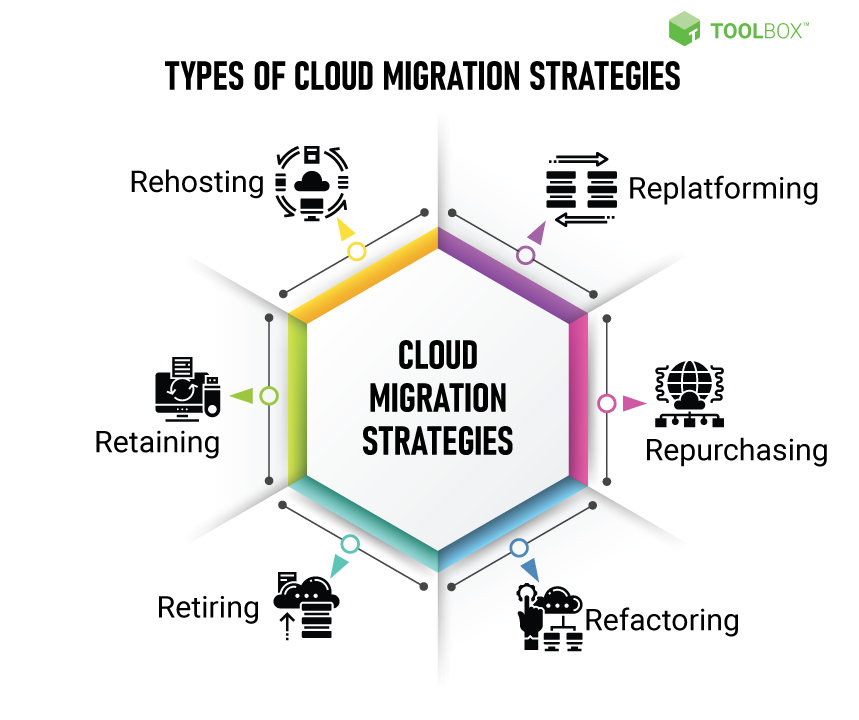 TOOLBOX™
TYPES OF CLOUD MIGRATION STRATEGIES
Rehosting
Replatforming
CLOUD
MIGRATION
STRATEGIES
Retaining
Repurchasing
Retiring
Refactoring